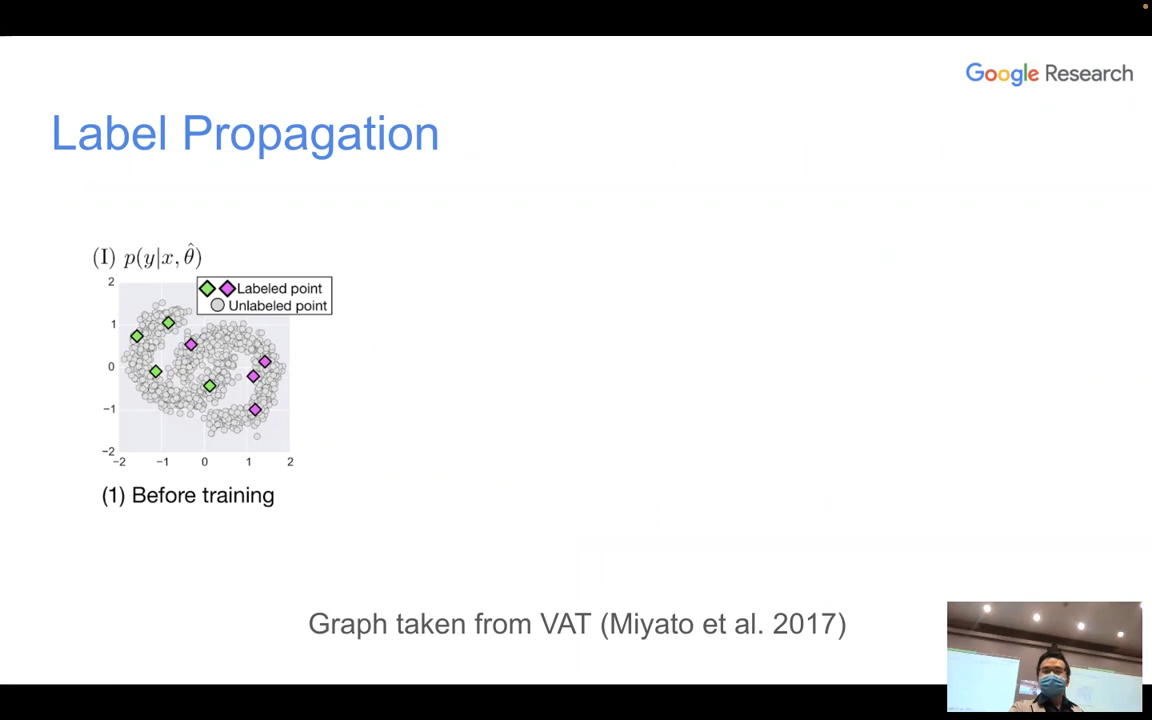 Google Research
Label Propagation
(I) p(y|x, θ̂)
Labeled point
Unlabeled point
2
1
0
−1
−2
−2 −1 0 1 2
(1) Before training
Graph taken from VAT (Miyato et al. 2017)